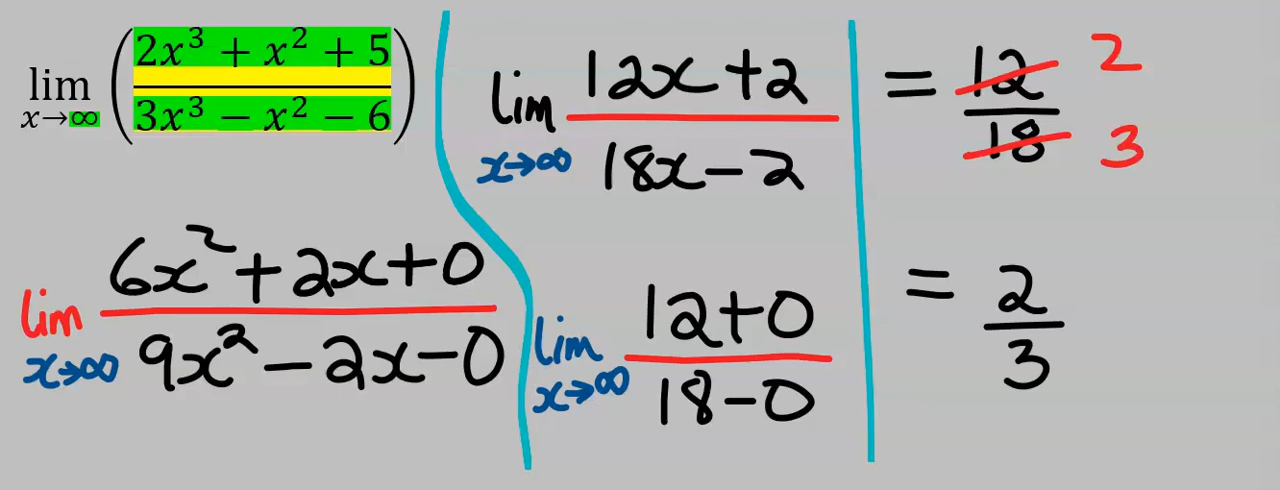 lim x→∞ ( (2x³ + x² + 5) / (3x³ − x² − 6) )
lim x→∞ (6x² + 2x + 0) / (9x² − 2x − 0)
lim x→∞ (12x + 2) / (18x − 2)
lim x→∞ (12 + 0) / (18 − 0)
= 12/18 2 3
= 2/3